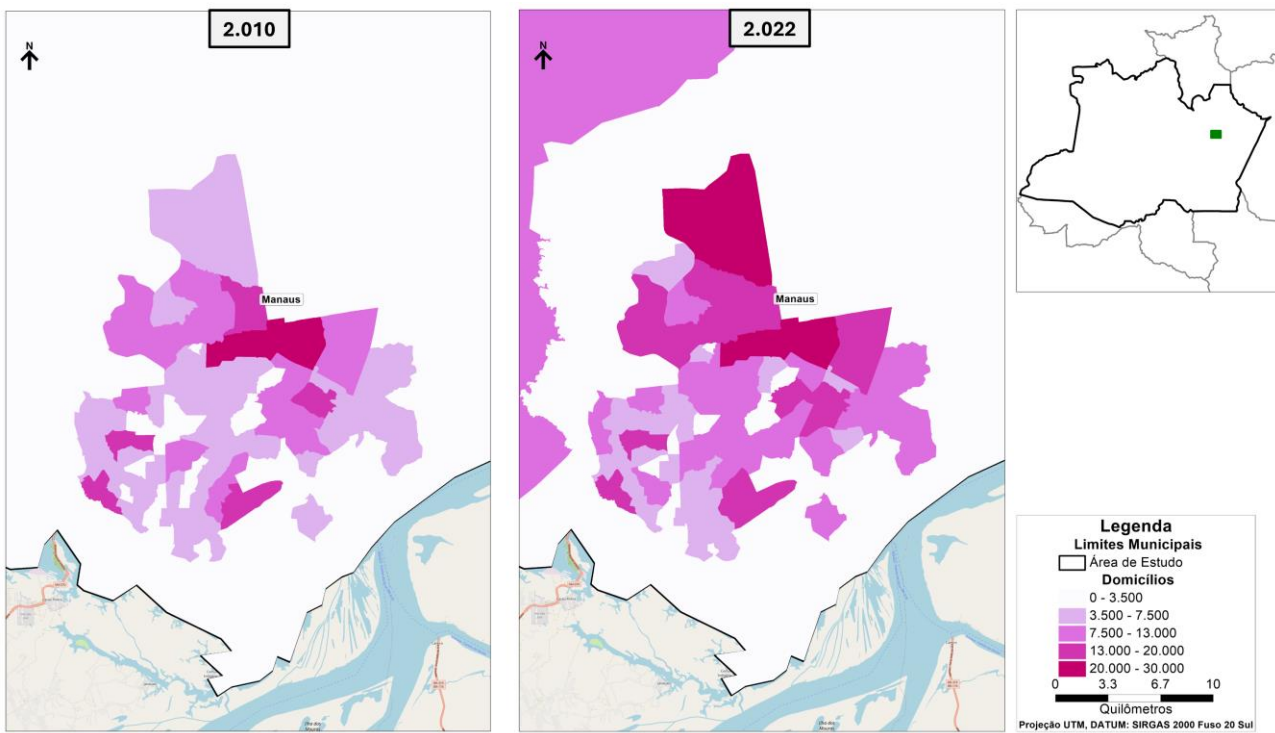 2.010
N
Manaus
2.022
N
Manaus
Legenda
Limites Municipais
Área de Estudo
Domicílios
0 - 3.500
3.500 - 7.500
7.500 - 13.000
13.000 - 20.000
20.000 - 30.000
0 3.3 6.7 10
Quilômetros
Projeção UTM, DATUM: SIRGAS 2000 Fuso 20 Sul